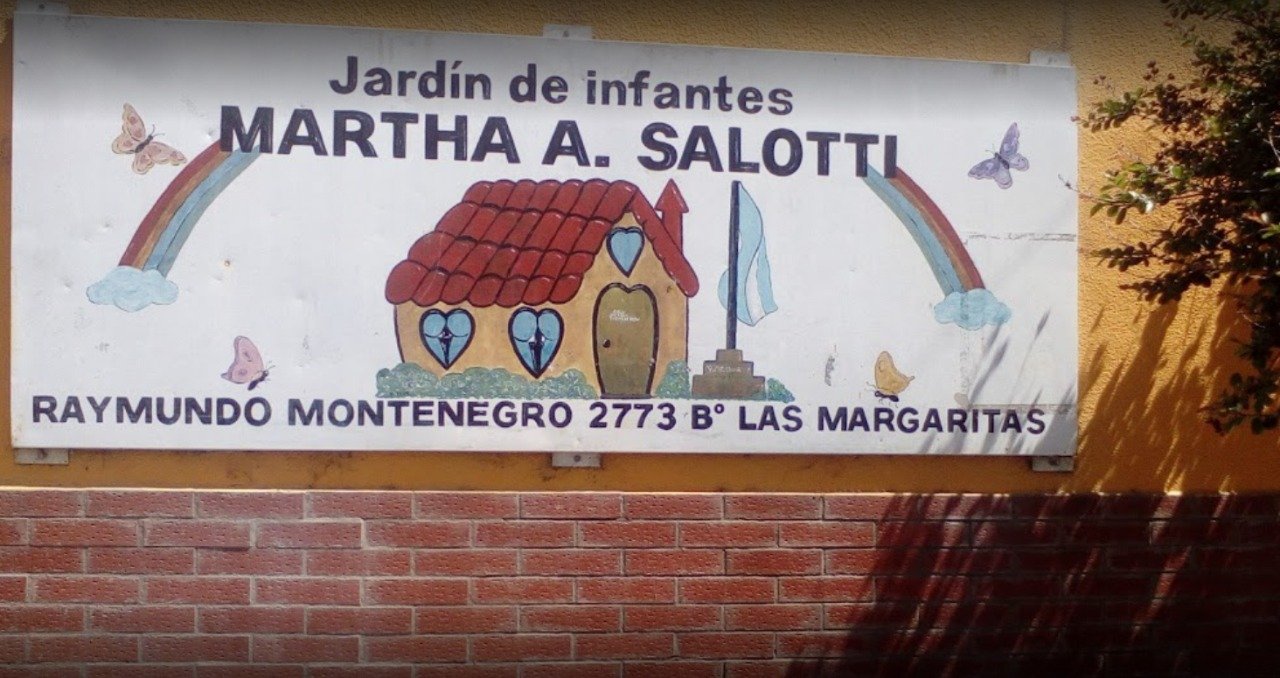 Jardín de infantes
MARTHA A. SALOTTI
RAYMUNDO MONTENEGRO 2773 B° LAS MARGARITAS